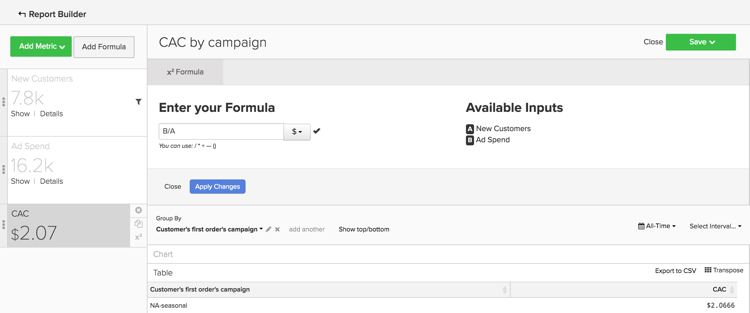 Report Builder
Add Metric
Add Formula
New Customers
7.8k
Show | Details
Ad Spend
16.2k
Show | Details
CAC
$2.07
x²
CAC by campaign
Close
Save
x² Formula
Enter your Formula
B/A
$
You can use: / * + — ()
Available Inputs
A New Customers
B Ad Spend
Close
Apply Changes
Group By
Customer's first order's campaign
add another
Show top/bottom
All-Time
Select Interval...
Chart
Table
Export to CSV
Transpose
Customer's first order's campaign
CAC
NA-seasonal
$2.0666